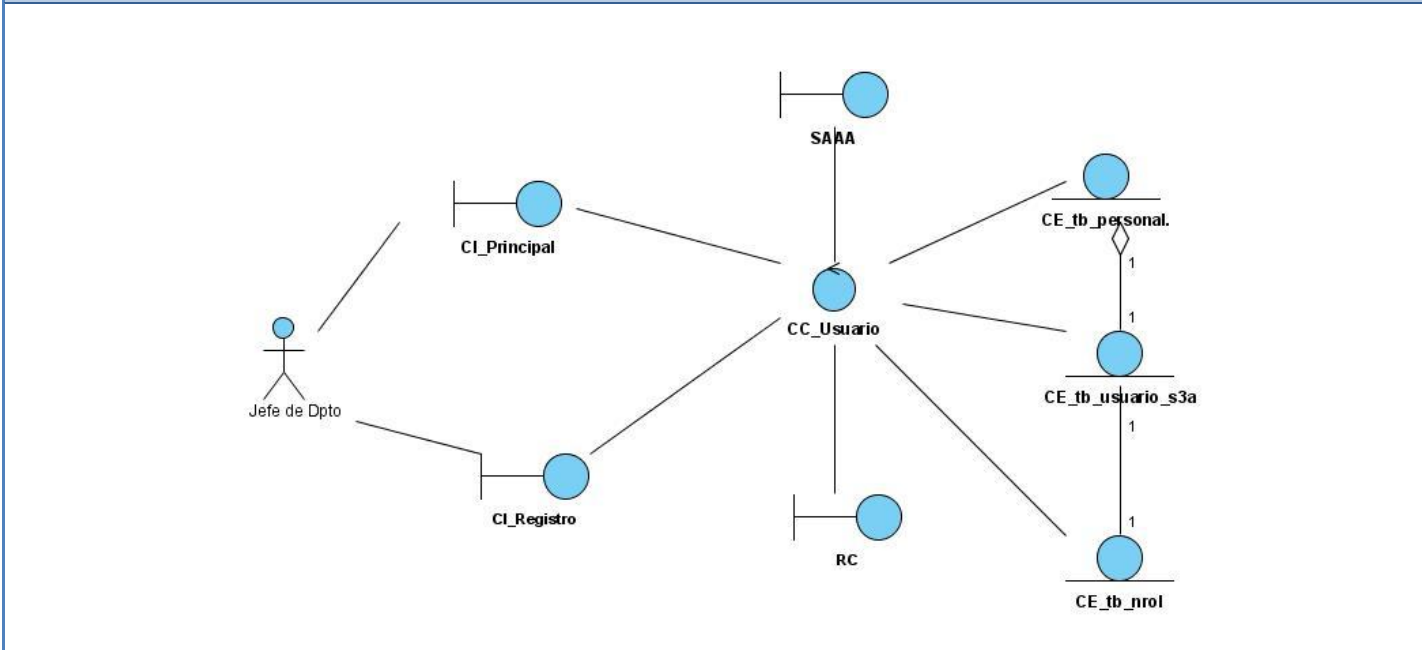 SAAA
CE_tb_personal.
CI_Principal
1
1
CC_Usuario
CE_tb_usuario_s3a
Jefe de Dpto
1
CI_Registro
1
RC
CE_tb_nrol